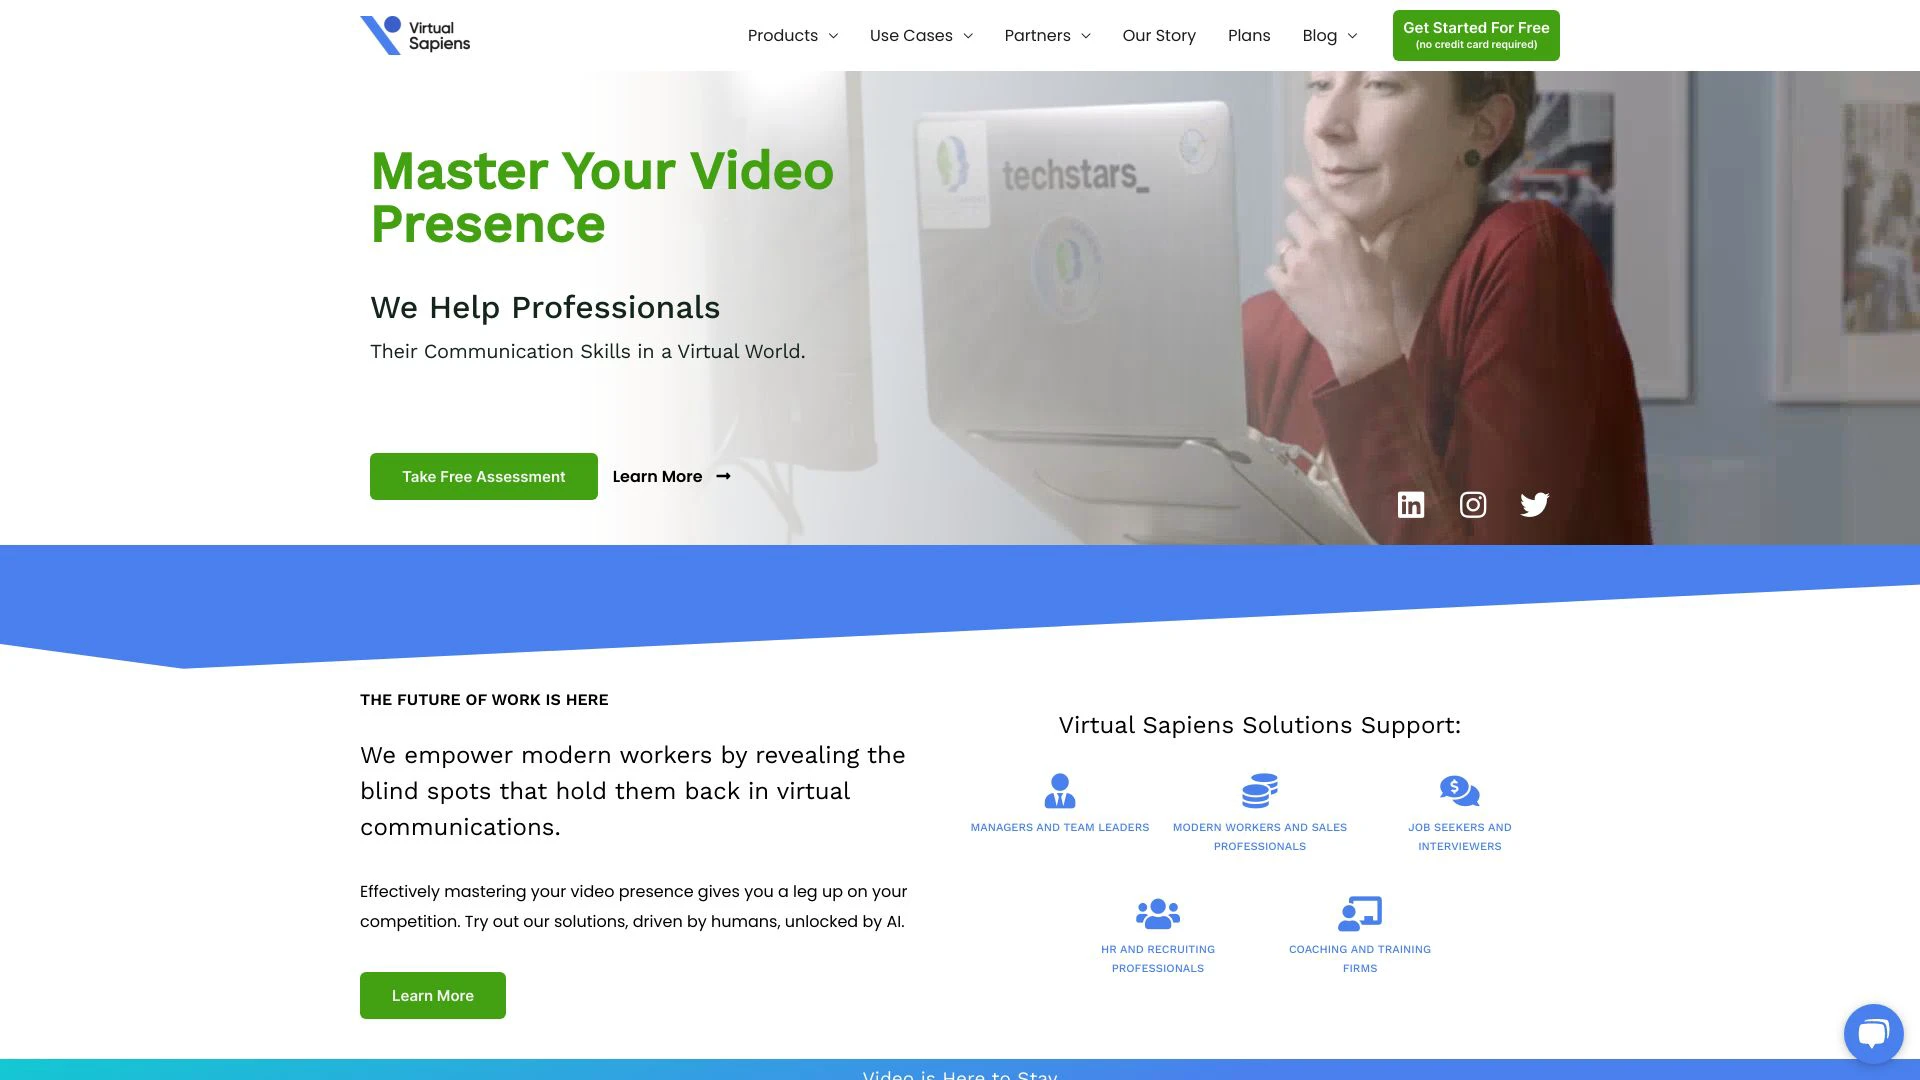 Virtual
Sapiens
Products
Use Cases
Partners
Our Story
Plans
Blog
Get Started For Free
(no credit card required)
Master Your Video
Presence
techstars_
We Help Professionals
Their Communication Skills in a Virtual World.
Take Free Assessment
Learn More
THE FUTURE OF WORK IS HERE
We empower modern workers by revealing the
blind spots that hold them back in virtual
communications.
Effectively mastering your video presence gives you a leg up on your
competition. Try out our solutions, driven by humans, unlocked by AI.
Learn More
Virtual Sapiens Solutions Support:
MANAGERS AND TEAM LEADERS
MODERN WORKERS AND SALES
PROFESSIONALS
JOB SEEKERS AND
INTERVIEWERS
HR AND RECRUITING
PROFESSIONALS
COACHING AND TRAINING
FIRMS
Video is Here to Stay